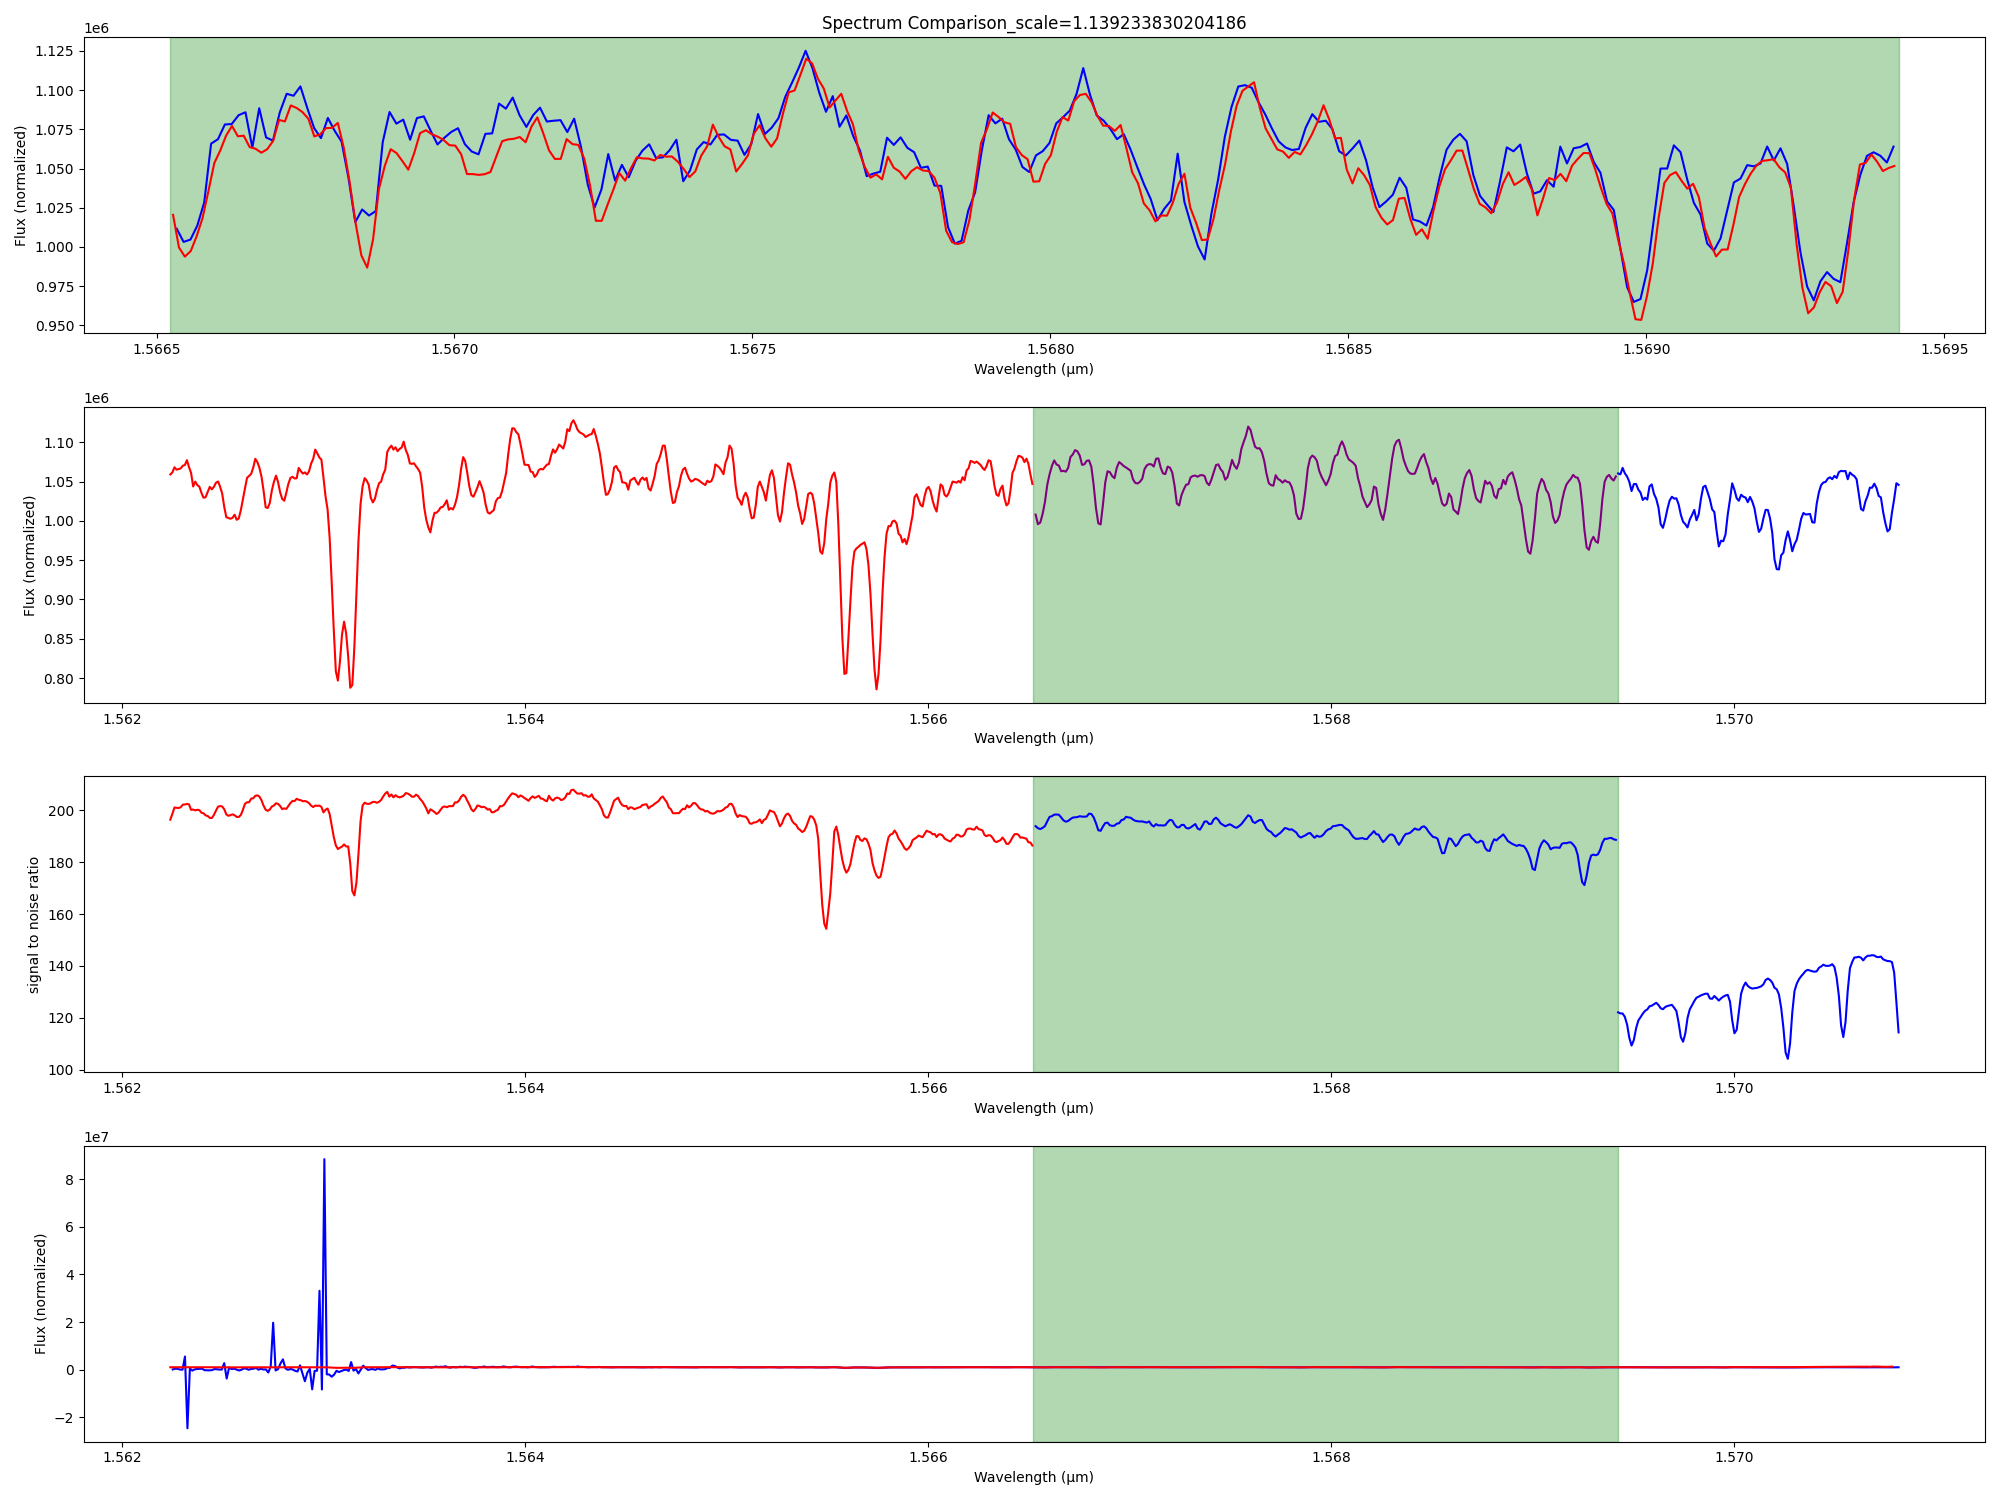 Spectrum Comparison_scale=1.139233830204186
1e6
1.125
1.100
1.075
1.050
1.025
1.000
0.975
0.950
Flux (normalized)
1.5665 1.5670 1.5675 1.5680 1.5685 1.5690 1.5695
Wavelength (μm)
1e6
1.10
1.05
1.00
0.95
0.90
0.85
0.80
Flux (normalized)
1.562 1.564 1.566 1.568 1.570
Wavelength (μm)
200
180
160
140
120
100
signal to noise ratio
1.562 1.564 1.566 1.568 1.570
Wavelength (μm)
1e7
8
6
4
2
0
−2
Flux (normalized)
1.562 1.564 1.566 1.568 1.570
Wavelength (μm)